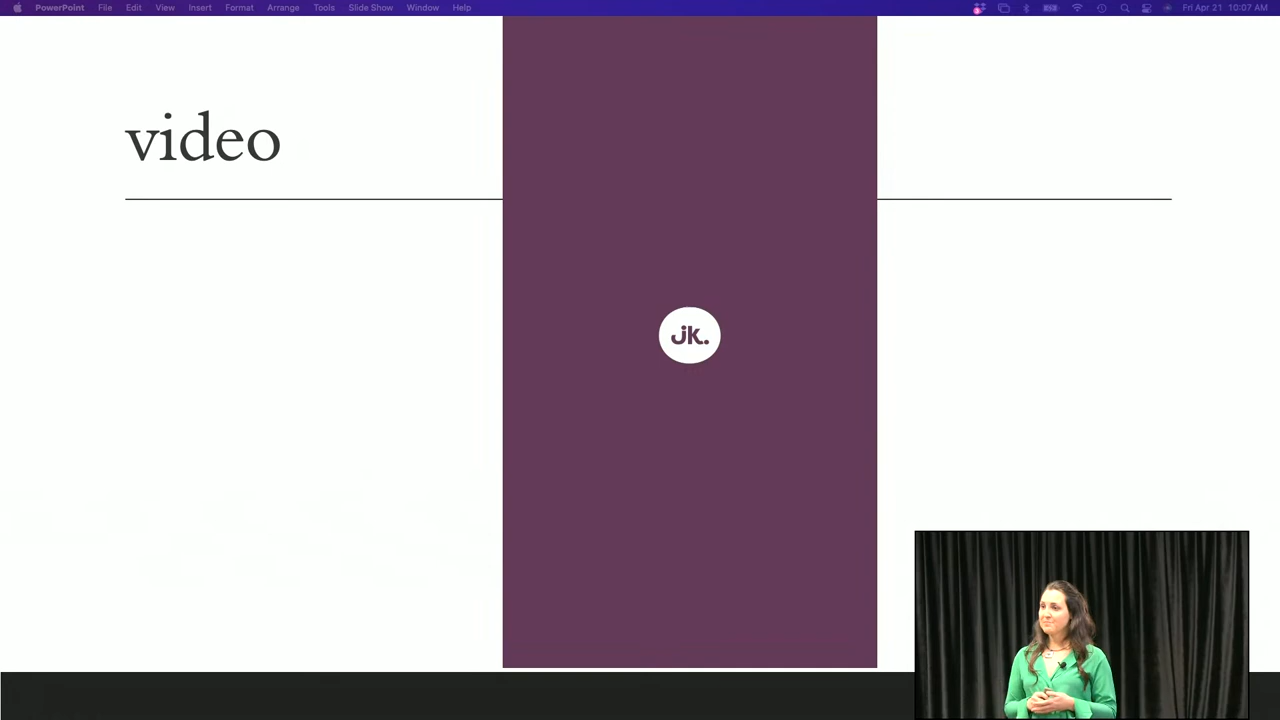 PowerPoint File Edit View Insert Format Arrange Tools Slide Show Window Help Fri Apr 21 10:07 AM
video
jk.